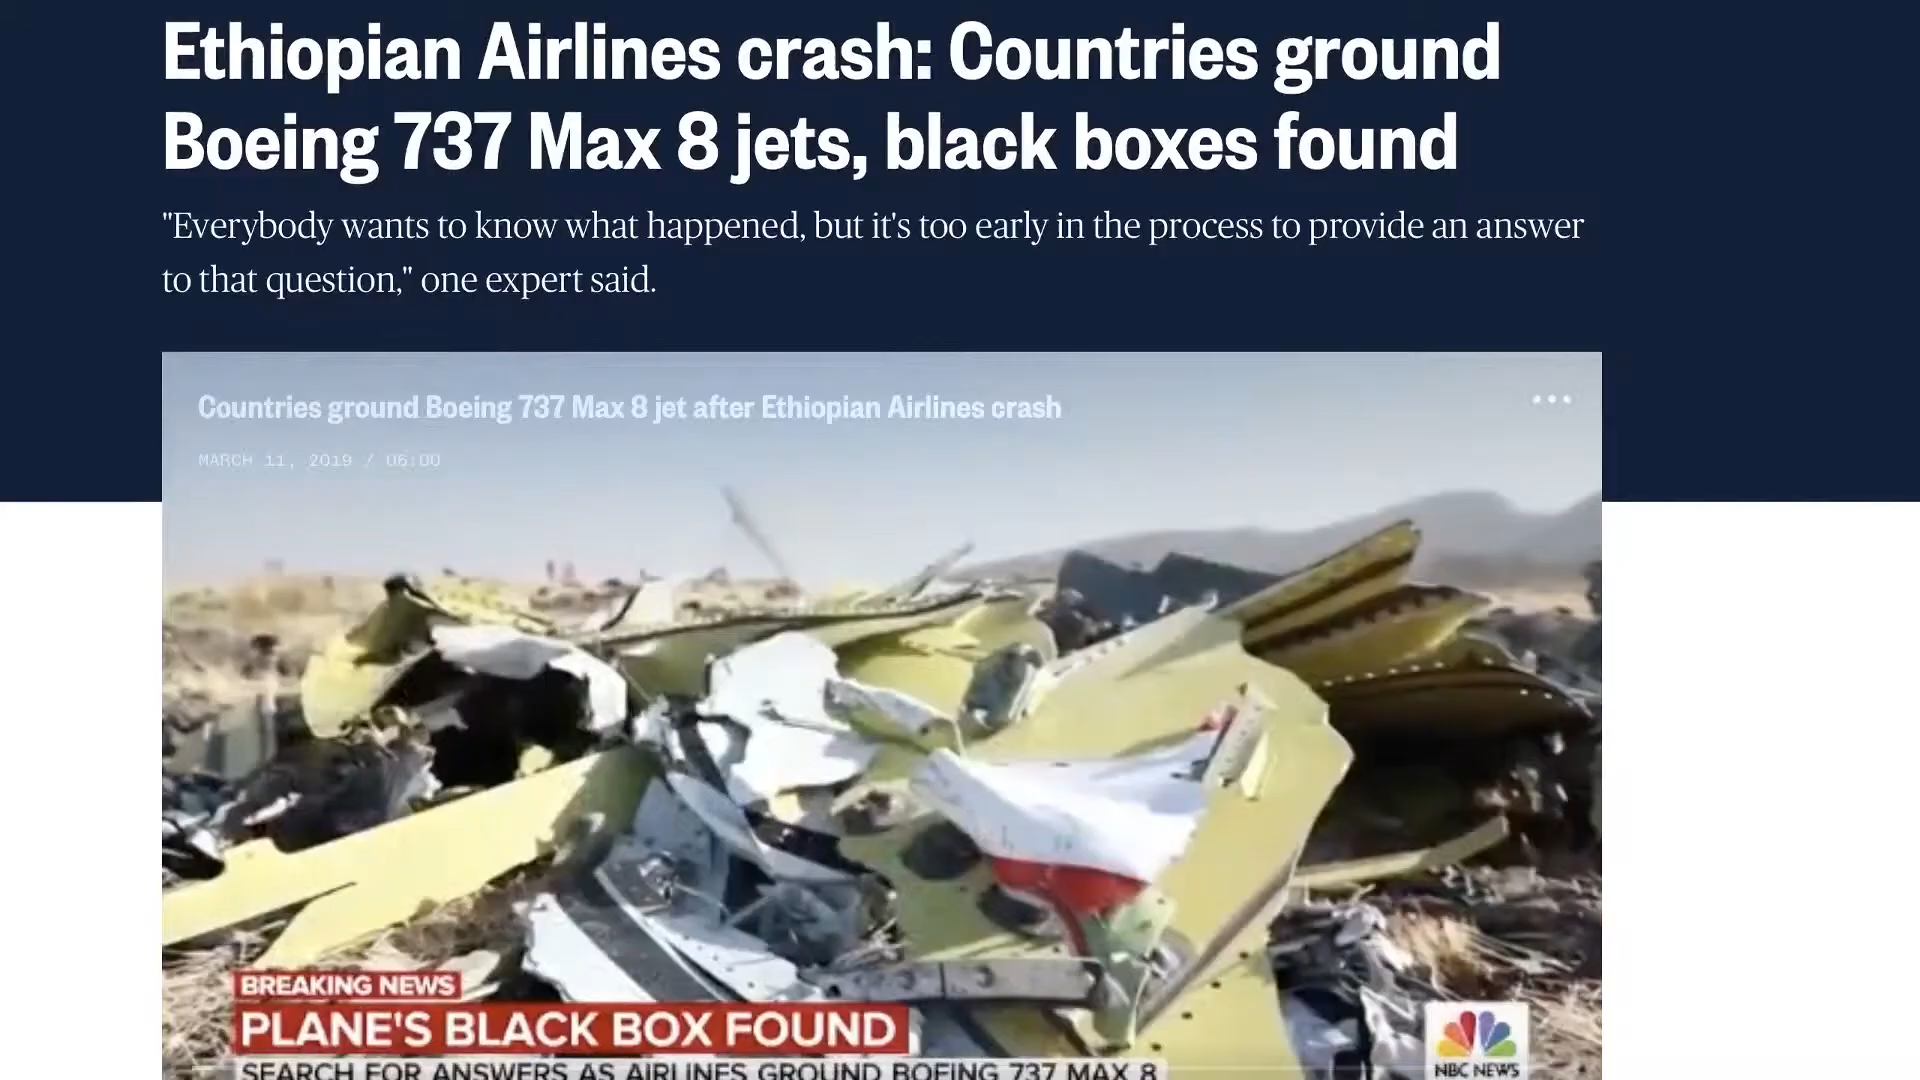 Ethiopian Airlines crash: Countries ground
Boeing 737 Max 8 jets, black boxes found
"Everybody wants to know what happened, but it's too early in the process to provide an answer
to that question," one expert said.
Countries ground Boeing 737 Max 8 jet after Ethiopian Airlines crash
MARCH 11, 2019 / 06:00
BREAKING NEWS
PLANE'S BLACK BOX FOUND
SEARCH FOR ANSWERS AS AIRLINES GROUND BOEING 737 MAX 8
NBC NEWS